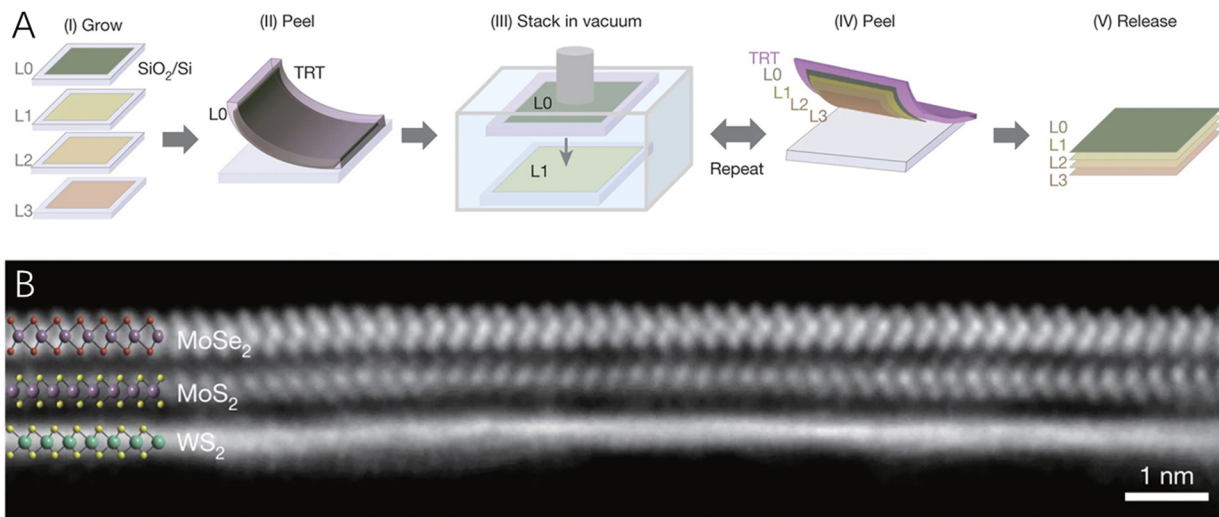 A
(I) Grow
(II) Peel
(III) Stack in vacuum
(IV) Peel
(V) Release
L0
SiO2/Si
L1
L2
L3
TRT
L0
L0
L1
Repeat
TRT
L0
L1
L2
L3
L0
L1
L2
L3
B
MoSe2
MoS2
WS2
1 nm